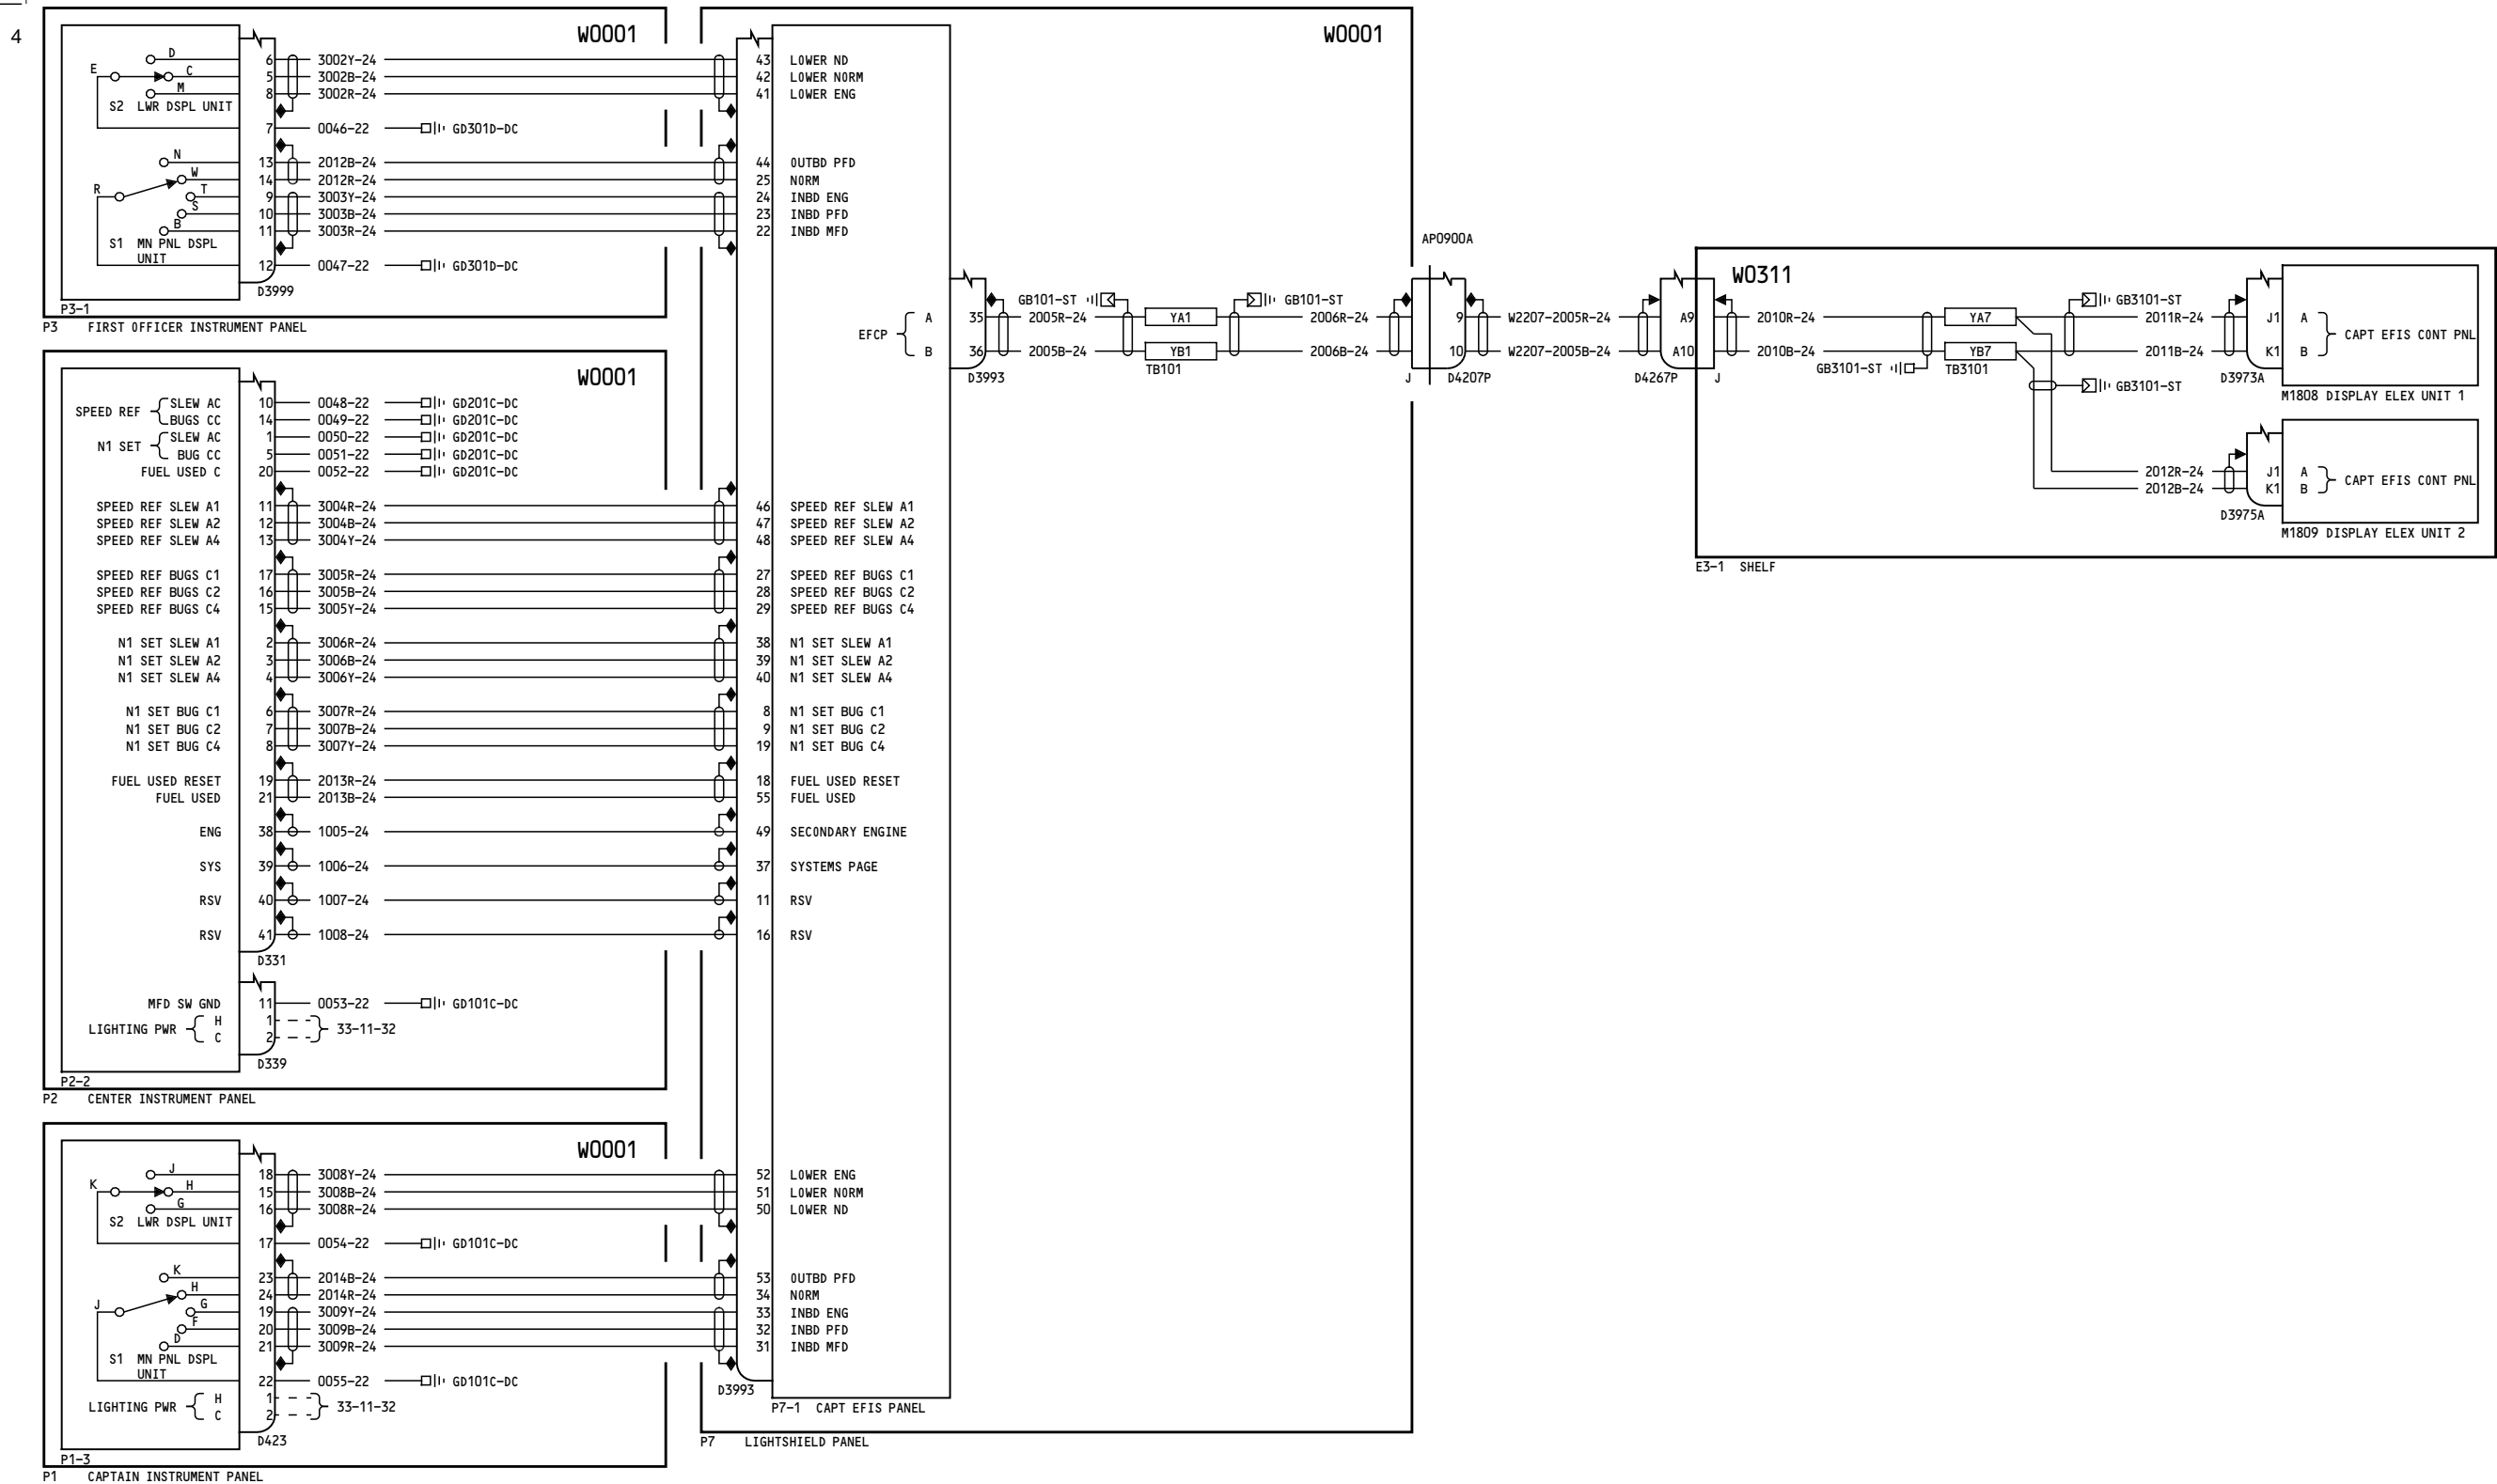 4
W0001
D
E
C
M
S2 LWR DSPL UNIT
6 3002Y-24
5 3002B-24
8 3002R-24
7 0046-22 GD301D-DC
N
W
R
T
S
B
S1 MN PNL DSPL
UNIT
13 2012B-24
14 2012R-24
9 3003Y-24
10 3003B-24
11 3003R-24
12 0047-22 GD301D-DC
D3999
P3-1
P3 FIRST OFFICER INSTRUMENT PANEL
W0001
SPEED REF SLEW AC 10 0048-22 GD201C-DC
BUGS CC 14 0049-22 GD201C-DC
N1 SET SLEW AC 1 0050-22 GD201C-DC
BUG CC 5 0051-22 GD201C-DC
FUEL USED C 20 0052-22 GD201C-DC
SPEED REF SLEW A1 11 3004R-24
SPEED REF SLEW A2 12 3004B-24
SPEED REF SLEW A4 13 3004Y-24
SPEED REF BUGS C1 17 3005R-24
SPEED REF BUGS C2 16 3005B-24
SPEED REF BUGS C4 15 3005Y-24
N1 SET SLEW A1 2 3006R-24
N1 SET SLEW A2 3 3006B-24
N1 SET SLEW A4 4 3006Y-24
N1 SET BUG C1 6 3007R-24
N1 SET BUG C2 7 3007B-24
N1 SET BUG C4 8 3007Y-24
FUEL USED RESET 19 2013R-24
FUEL USED 21 2013B-24
ENG 38 1005-24
SYS 39 1006-24
RSV 40 1007-24
RSV 41 1008-24
D331
MFD SW GND 11 0053-22 GD101C-DC
LIGHTING PWR H 1 33-11-32
C 2
D339
P2-2
P2 CENTER INSTRUMENT PANEL
W0001
J
K
H
G
S2 LWR DSPL UNIT
18 3008Y-24
15 3008B-24
16 3008R-24
17 0054-22 GD101C-DC
K
H
J
G
F
D
S1 MN PNL DSPL
UNIT
23 2014B-24
24 2014R-24
19 3009Y-24
20 3009B-24
21 3009R-24
22 0055-22 GD101C-DC
LIGHTING PWR H 1 33-11-32
C 2
D423
P1-3
P1 CAPTAIN INSTRUMENT PANEL
W0001
43 LOWER ND
42 LOWER NORM
41 LOWER ENG
44 OUTBD PFD
25 NORM
24 INBD ENG
23 INBD PFD
22 INBD MFD
46 SPEED REF SLEW A1
47 SPEED REF SLEW A2
48 SPEED REF SLEW A4
27 SPEED REF BUGS C1
28 SPEED REF BUGS C2
29 SPEED REF BUGS C4
38 N1 SET SLEW A1
39 N1 SET SLEW A2
40 N1 SET SLEW A4
8 N1 SET BUG C1
9 N1 SET BUG C2
19 N1 SET BUG C4
18 FUEL USED RESET
55 FUEL USED
49 SECONDARY ENGINE
37 SYSTEMS PAGE
11 RSV
16 RSV
52 LOWER ENG
51 LOWER NORM
50 LOWER ND
53 OUTBD PFD
34 NORM
33 INBD ENG
32 INBD PFD
31 INBD MFD
D3993
P7-1 CAPT EFIS PANEL
P7 LIGHTSHIELD PANEL
EFCP
A 35 2005R-24 YA1 2006R-24
B 36 2005B-24 YB1 2006B-24
GB101-ST
GB101-ST
D3993
TB101
AP0900A
J
9 W2207-2005R-24 A9
10 W2207-2005B-24 A10
D4207P
D4267P
J
W0311
2010R-24 YA7 2011R-24 J1 A
2010B-24 YB7 2011B-24 K1 B
CAPT EFIS CONT PNL
GB3101-ST
GB3101-ST
TB3101
GB3101-ST
D3973A
M1808 DISPLAY ELEX UNIT 1
2012R-24 J1 A
2012B-24 K1 B
CAPT EFIS CONT PNL
D3975A
M1809 DISPLAY ELEX UNIT 2
E3-1 SHELF